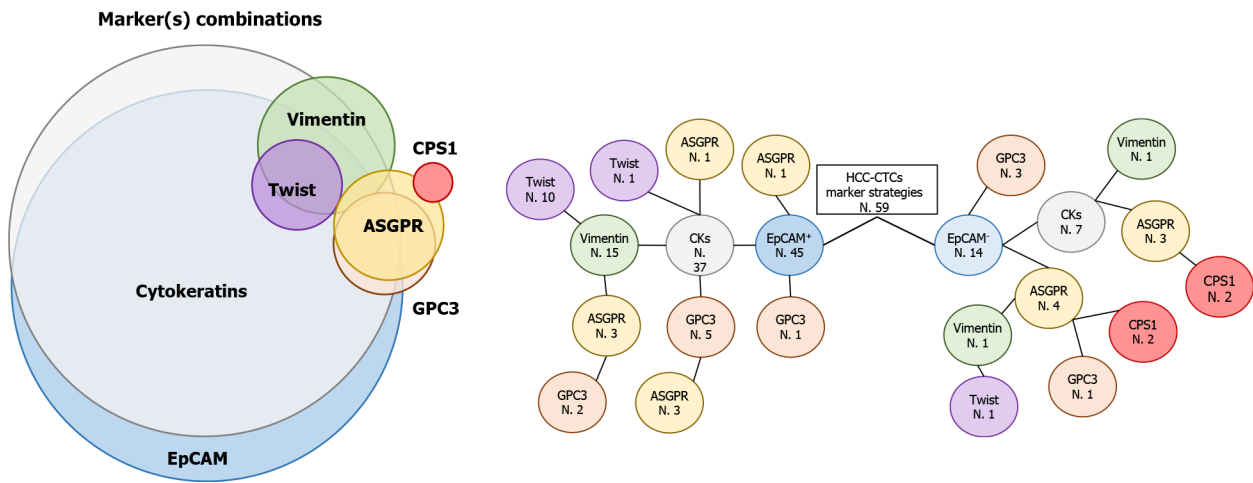 Marker(s) combinations
Vimentin
CPS1
Twist
ASGPR
Cytokeratins
GPC3
EpCAM
HCC-CTCs
marker strategies
N. 59
EpCAM⁺
N. 45
ASGPR
N. 1
GPC3
N. 1
CKs
N.
37
ASGPR
N. 1
Twist
N. 1
GPC3
N. 5
ASGPR
N. 3
Vimentin
N. 15
Twist
N. 10
ASGPR
N. 3
GPC3
N. 2
EpCAM⁻
N. 14
GPC3
N. 3
CKs
N. 7
Vimentin
N. 1
ASGPR
N. 3
CPS1
N. 2
ASGPR
N. 4
CPS1
N. 2
GPC3
N. 1
Vimentin
N. 1
Twist
N. 1